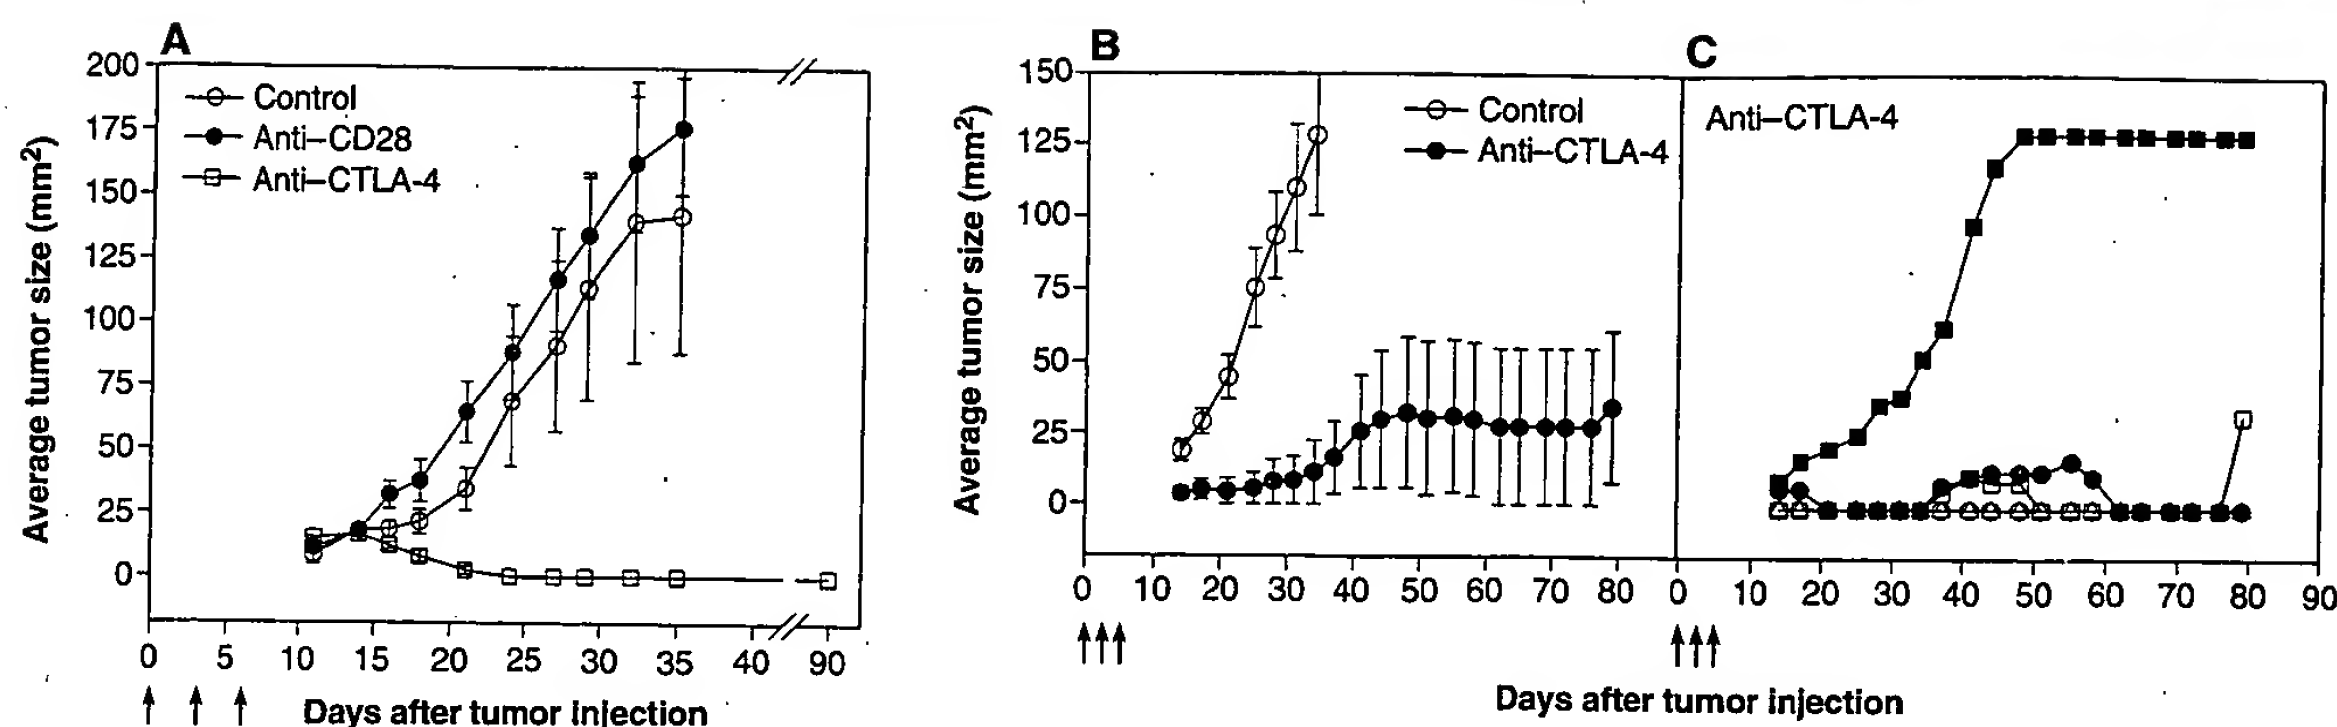 A
200
175
150
125
100
75
50
25
0
Average tumor size (mm²)
Control
Anti–CD28
Anti–CTLA-4
0 5 10 15 20 25 30 35 40 90
Days after tumor injection
B
150
125
100
75
50
25
0
Average tumor size (mm²)
Control
Anti–CTLA-4
0 10 20 30 40 50 60 70 80
C
Anti–CTLA-4
0 10 20 30 40 50 60 70 80 90
Days after tumor injection